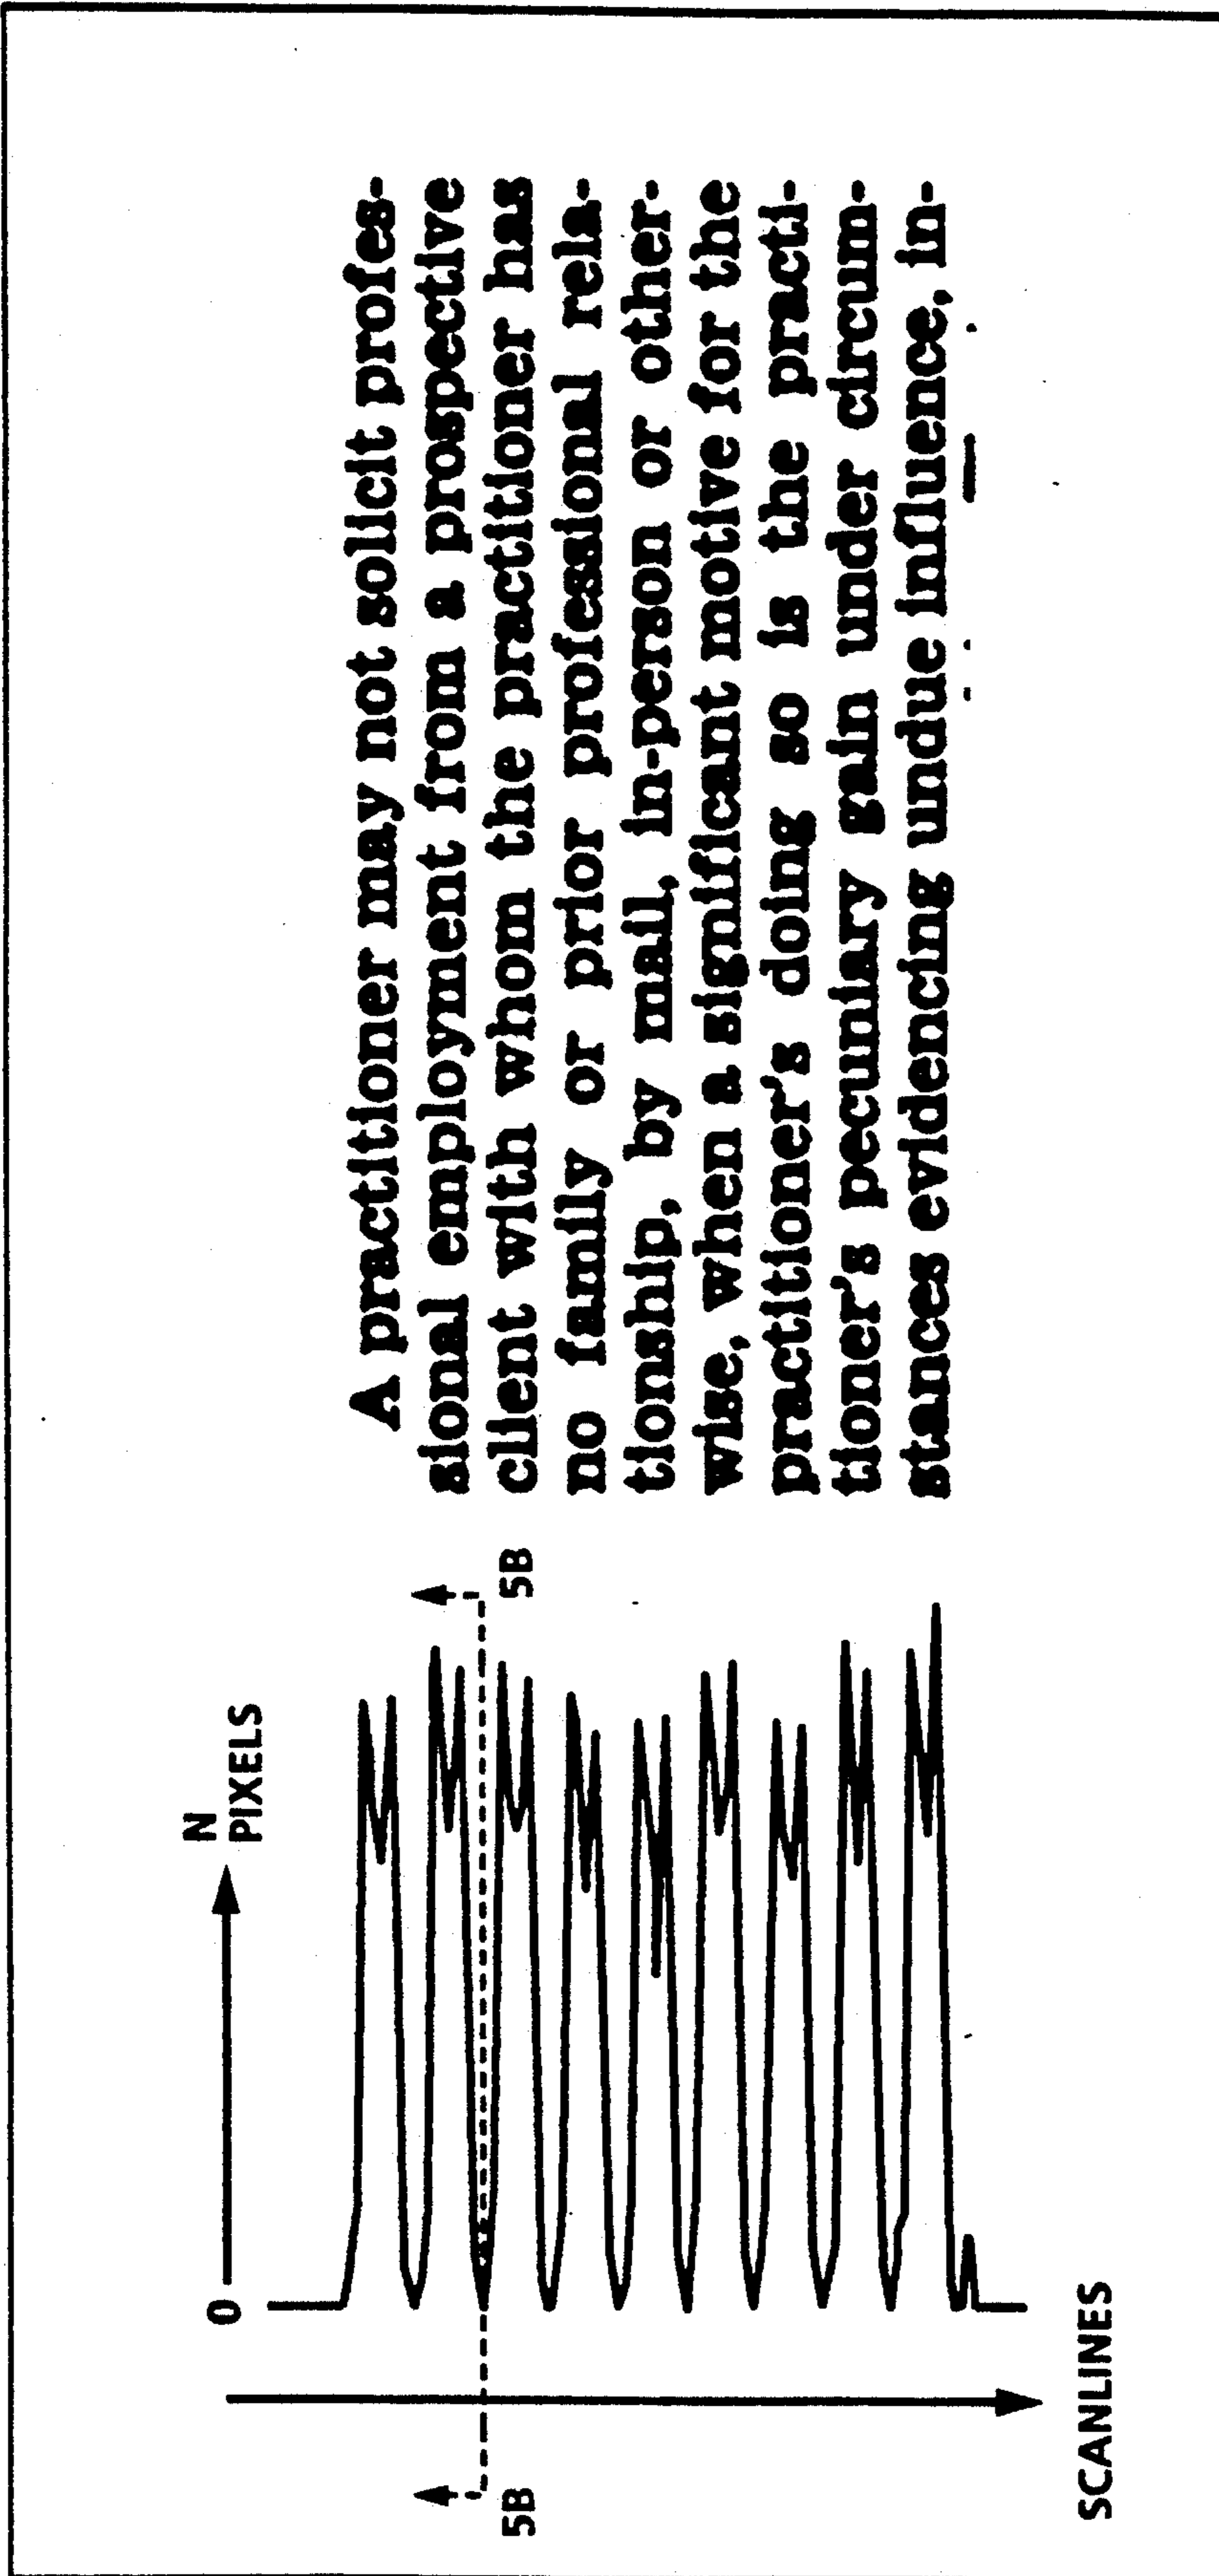 N
PIXELS
0
5B
5B
SCANLINES
A practitioner may not solicit profes-
sional employment from a prospective
client with whom the practitioner has
no family or prior professional rela-
tionship, by mail, in-person or other-
wise, when a significant motive for the
practitioner's doing so is the practi-
tioner's pecuniary gain under circum-
stances evidencing undue influence, in-